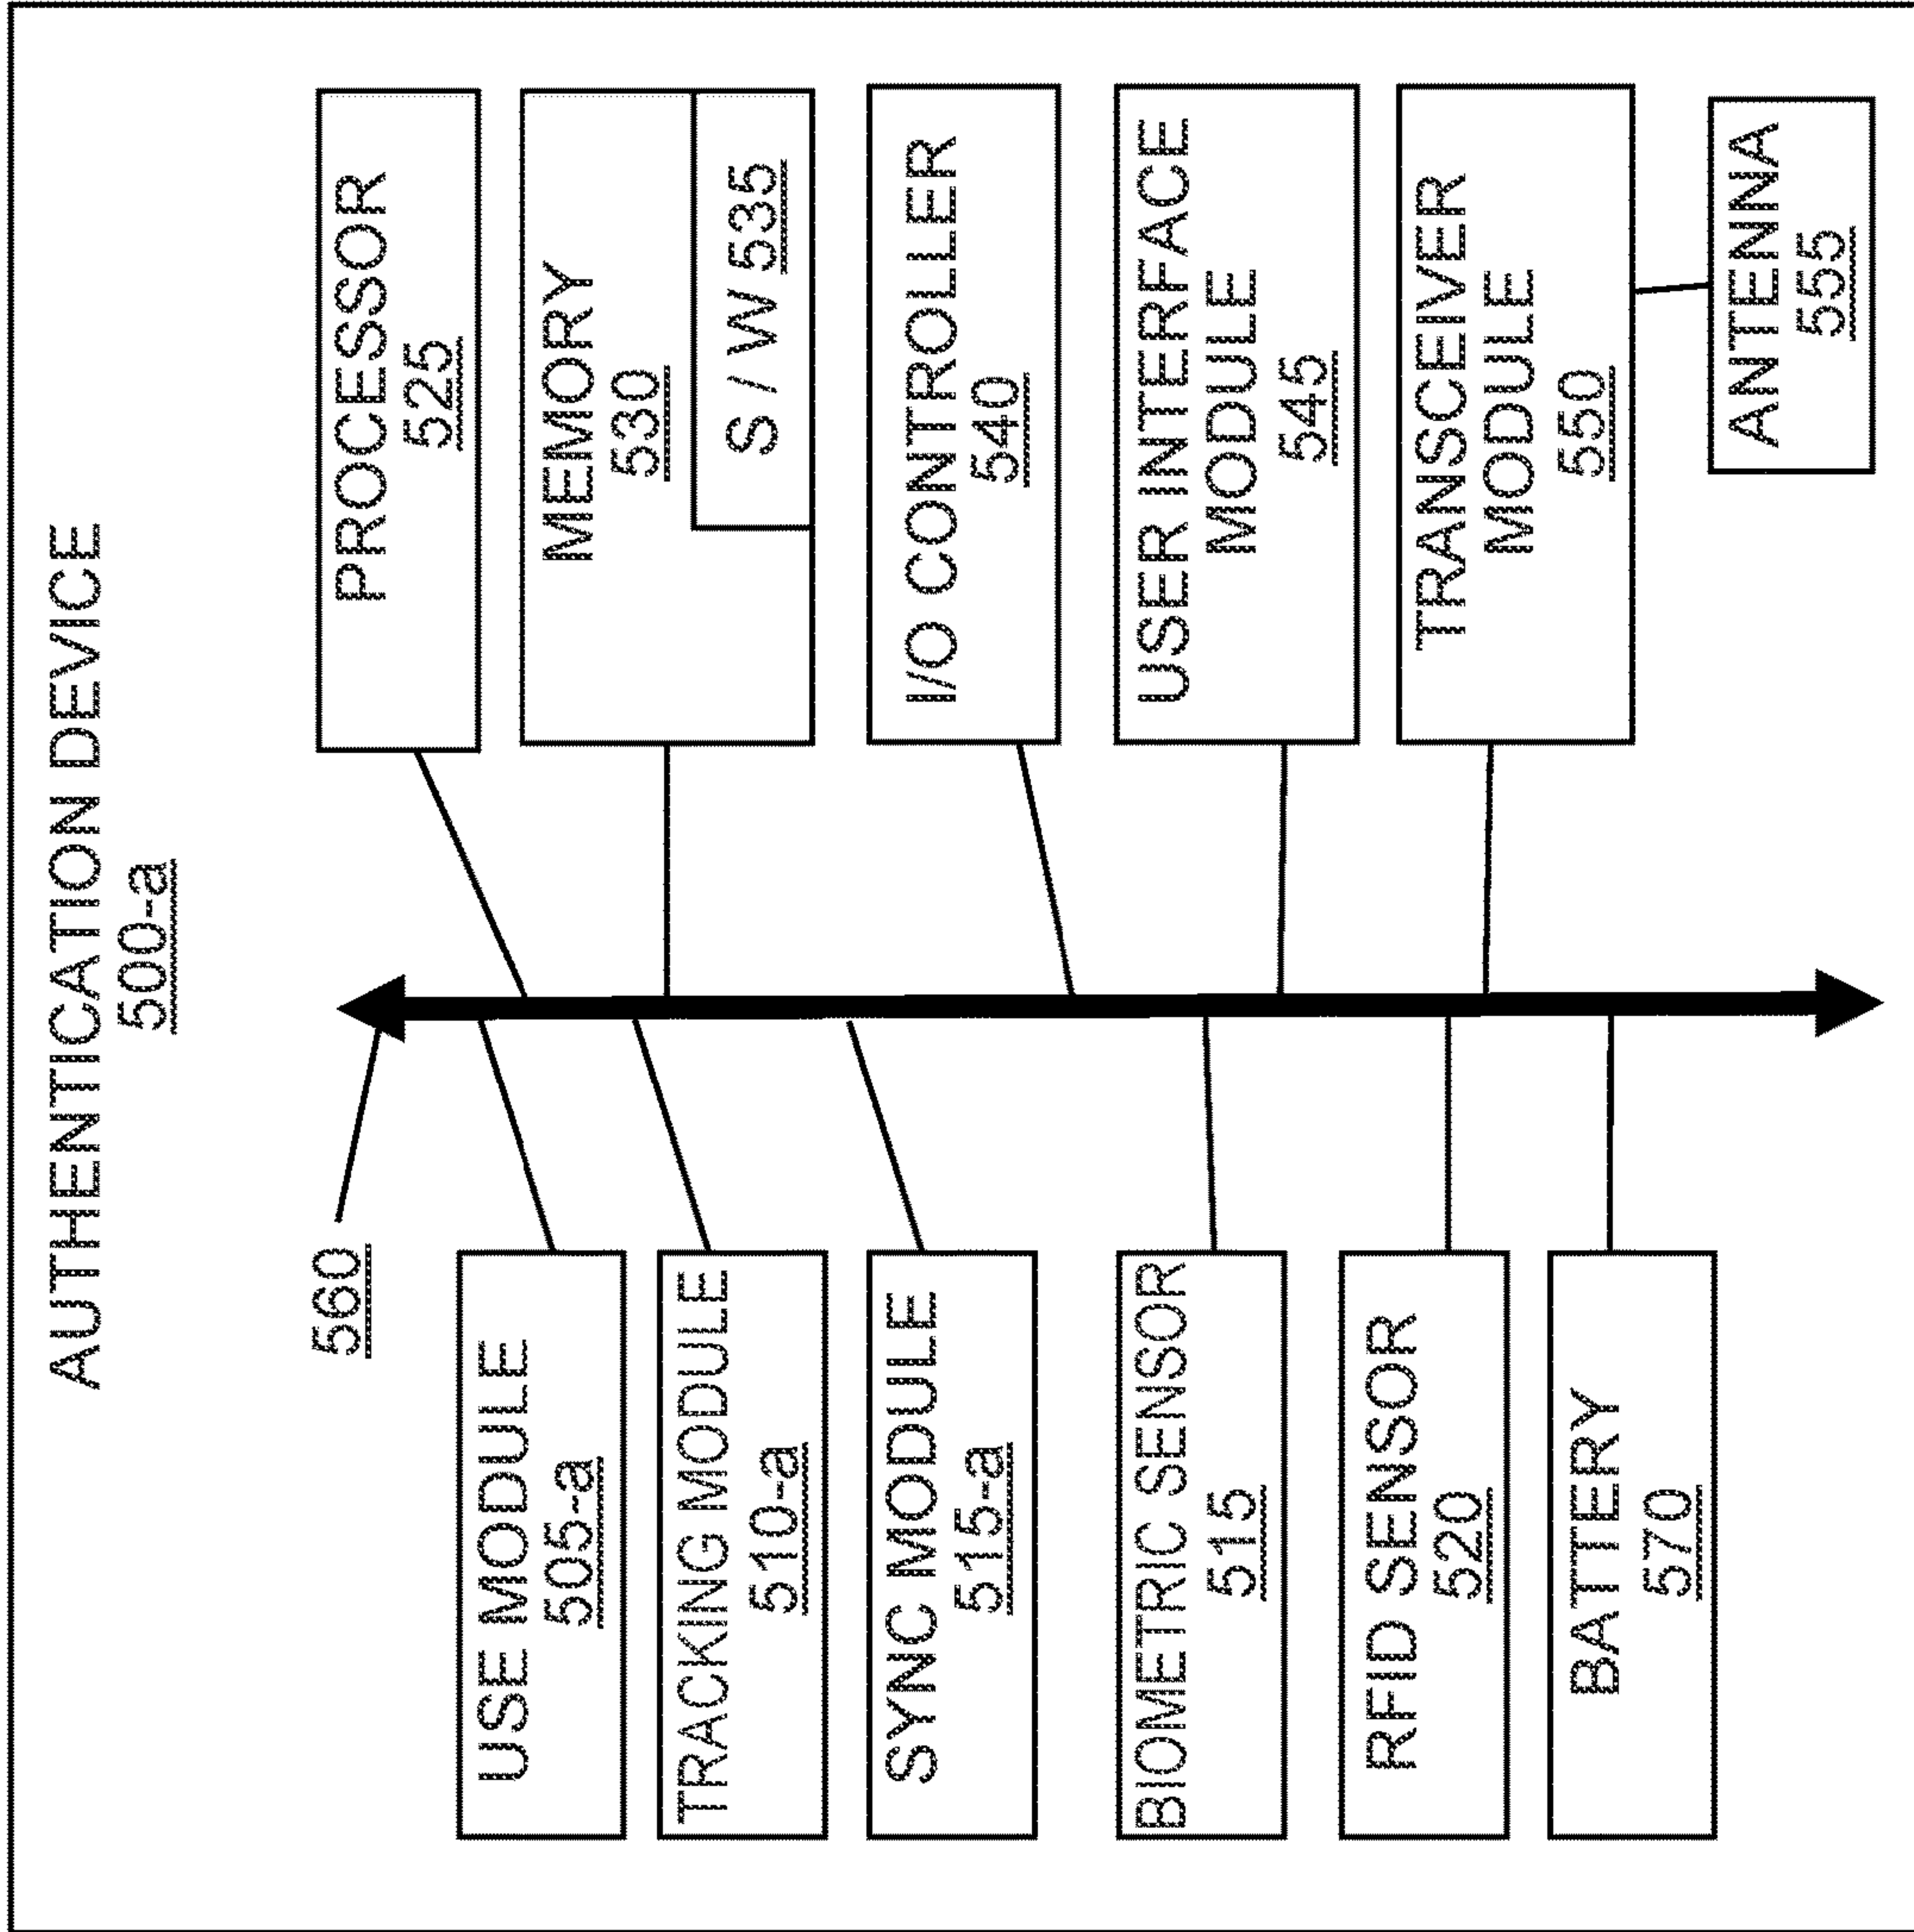 AUTHENTICATION DEVICE
500-a
560
USE MODULE
505-a
TRACKING MODULE
510-a
SYNC MODULE
515-a
BIOMETRIC SENSOR
515
RFID SENSOR
520
BATTERY
570
PROCESSOR
525
MEMORY
530
S / W 535
I/O CONTROLLER
540
USER INTERFACE
MODULE
545
TRANSCEIVER
MODULE
550
ANTENNA
555